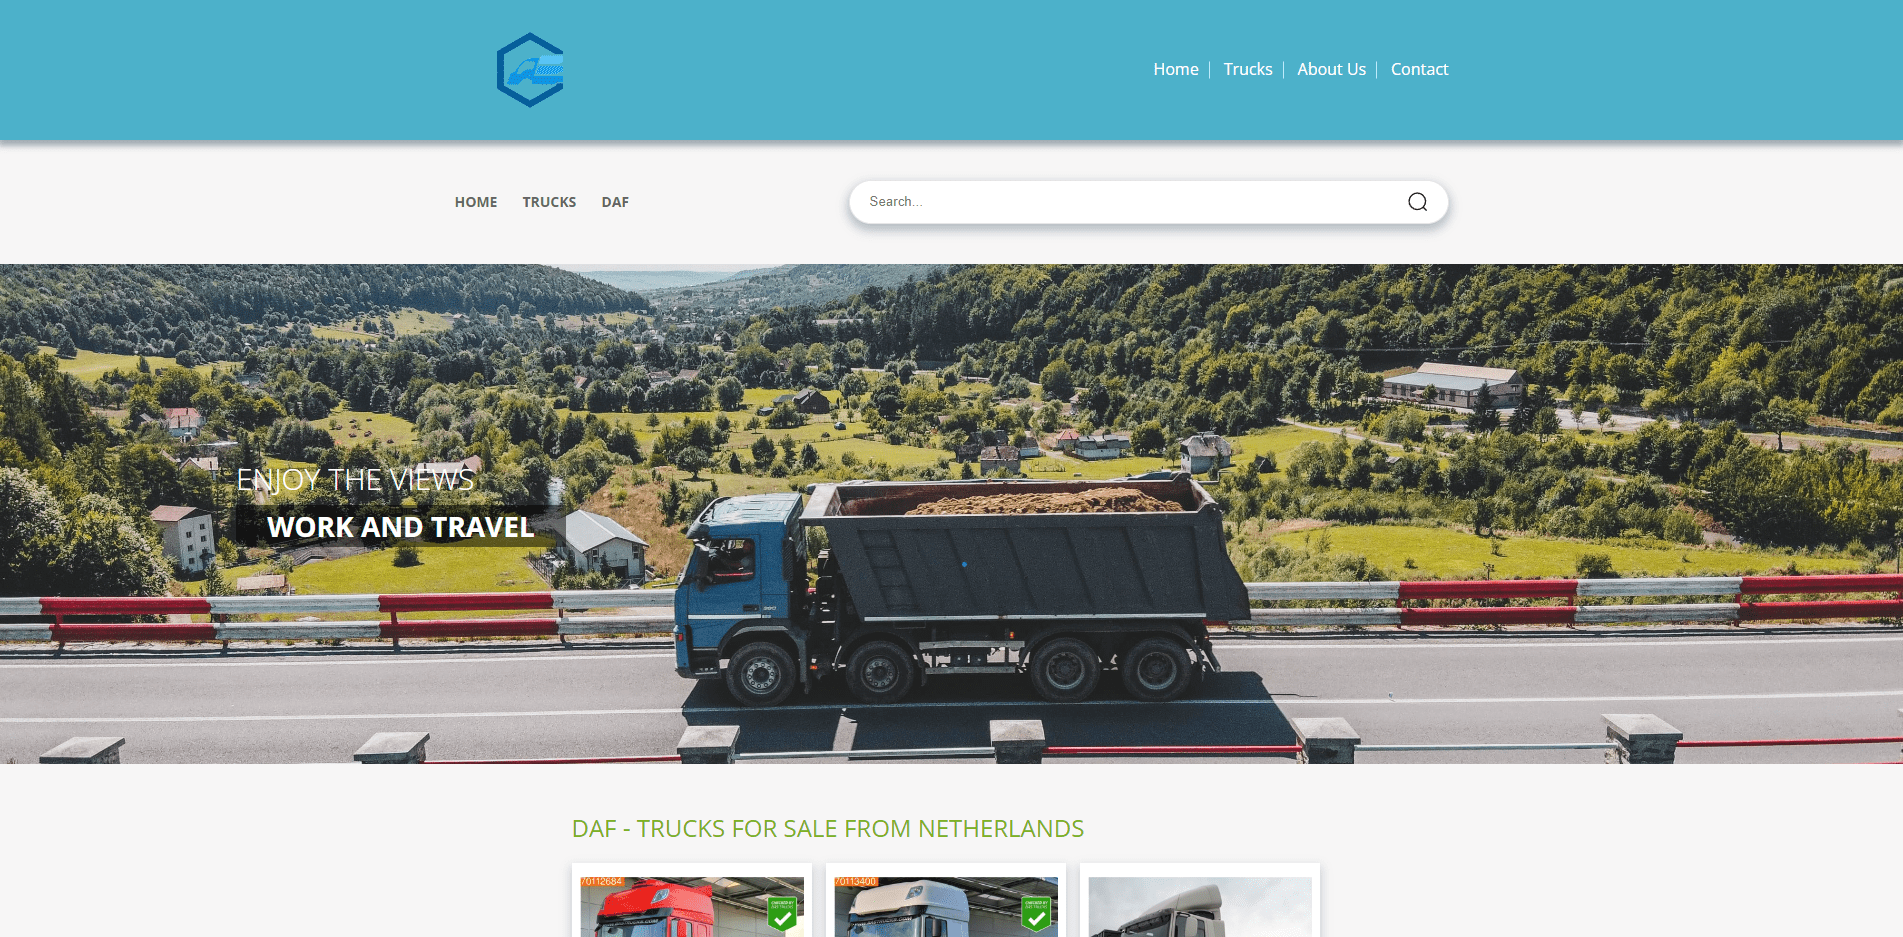 Home
Trucks
About Us
Contact
HOME
TRUCKS
DAF
Search...
ENJOY THE VIEWS
WORK AND TRAVEL
DAF - TRUCKS FOR SALE FROM NETHERLANDS
70112684
70113400